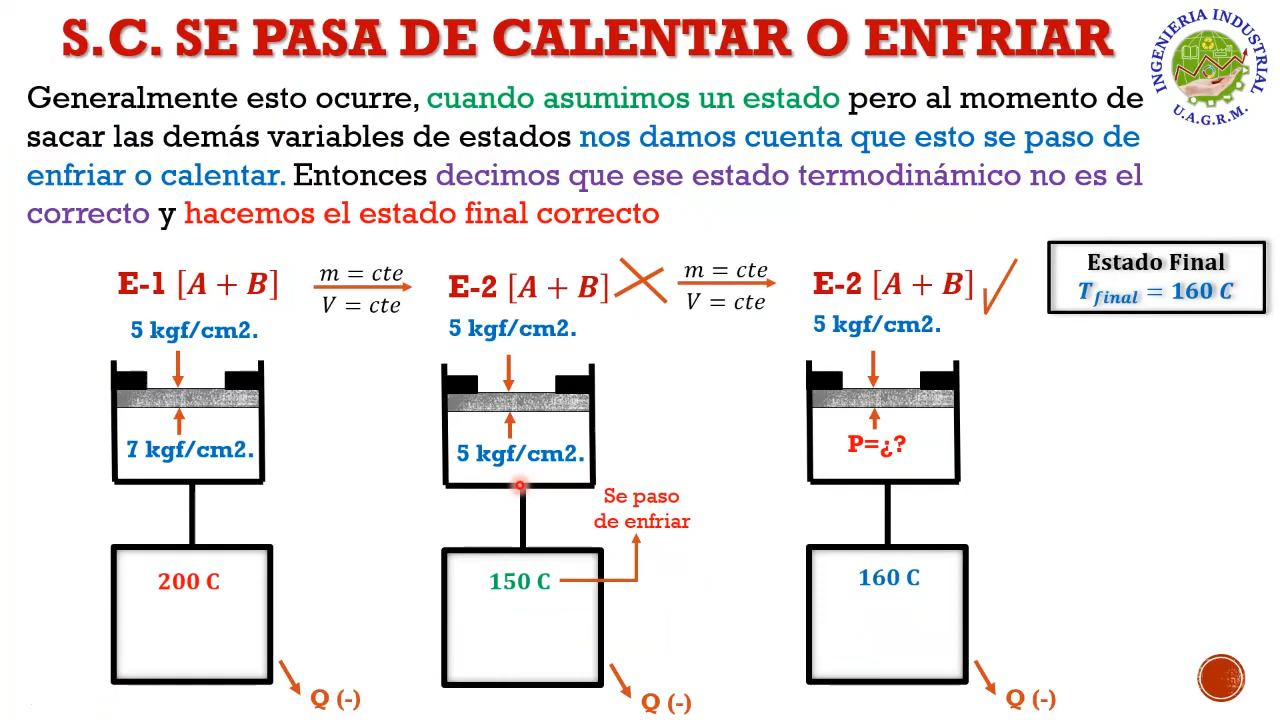 S.C. SE PASA DE CALENTAR O ENFRIAR
INGENIERIA INDUSTRIAL
U.A.G.R.M.
Generalmente esto ocurre, cuando asumimos un estado pero al momento de
sacar las demás variables de estados nos damos cuenta que esto se paso de
enfriar o calentar. Entonces decimos que ese estado termodinámico no es el
correcto y hacemos el estado final correcto
E-1 [A + B]
m = cte
V = cte
E-2 [A + B]
m = cte
V = cte
E-2 [A + B]
Estado Final
T_final = 160 C
5 kgf/cm2.
5 kgf/cm2.
5 kgf/cm2.
7 kgf/cm2.
5 kgf/cm2.
P=¿?
Se paso
de enfriar
200 C
150 C
160 C
Q (-)
Q (-)
Q (-)